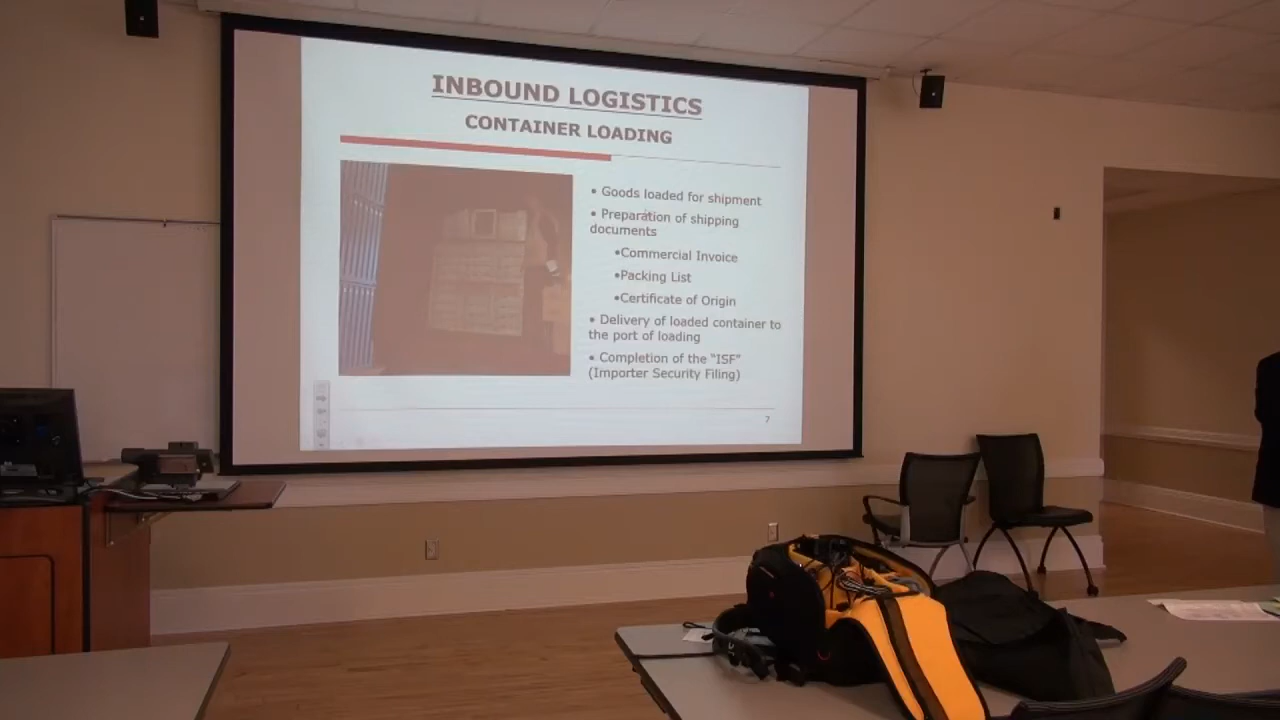 INBOUND LOGISTICS
CONTAINER LOADING
• Goods loaded for shipment
• Preparation of shipping
documents
•Commercial Invoice
•Packing List
•Certificate of Origin
• Delivery of loaded container to
the port of loading
• Completion of the “ISF”
(Importer Security Filing)
7